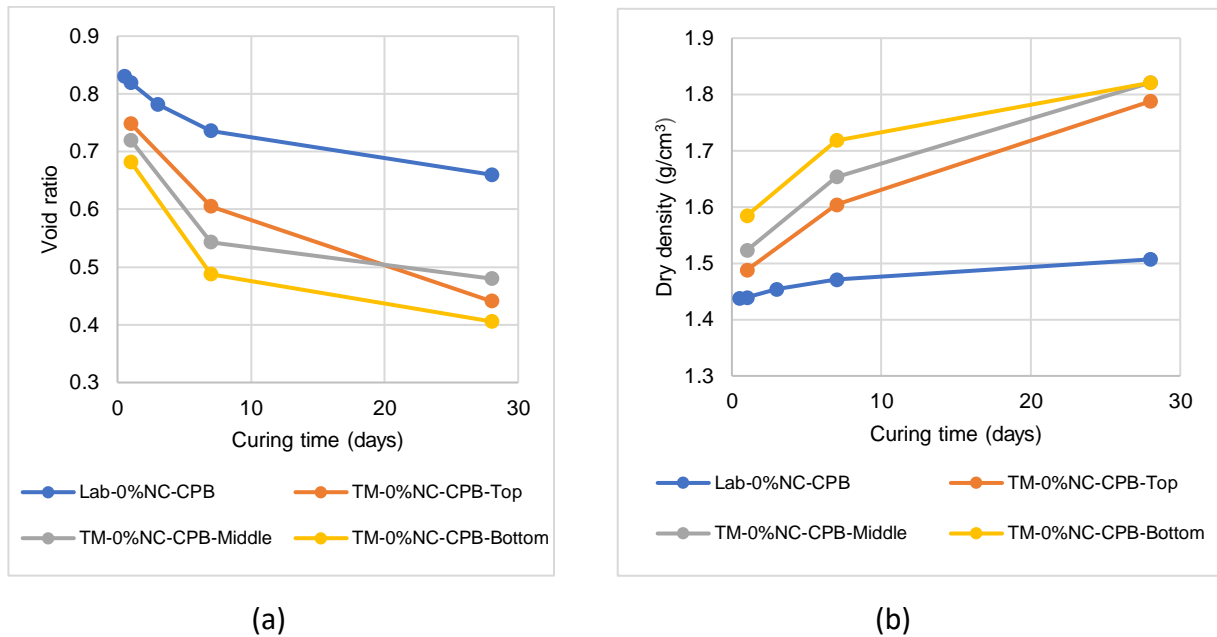 0.9
0.8
0.7
0.6
0.5
0.4
0.3
Void ratio
0 10 20 30
Curing time (days)
Lab-0%NC-CPB TM-0%NC-CPB-Top
TM-0%NC-CPB-Middle TM-0%NC-CPB-Bottom
(a)
1.9
1.8
1.7
1.6
1.5
1.4
1.3
Dry density (g/cm³)
0 10 20 30
Curing time (days)
Lab-0%NC-CPB TM-0%NC-CPB-Top
TM-0%NC-CPB-Middle TM-0%NC-CPB-Bottom
(b)